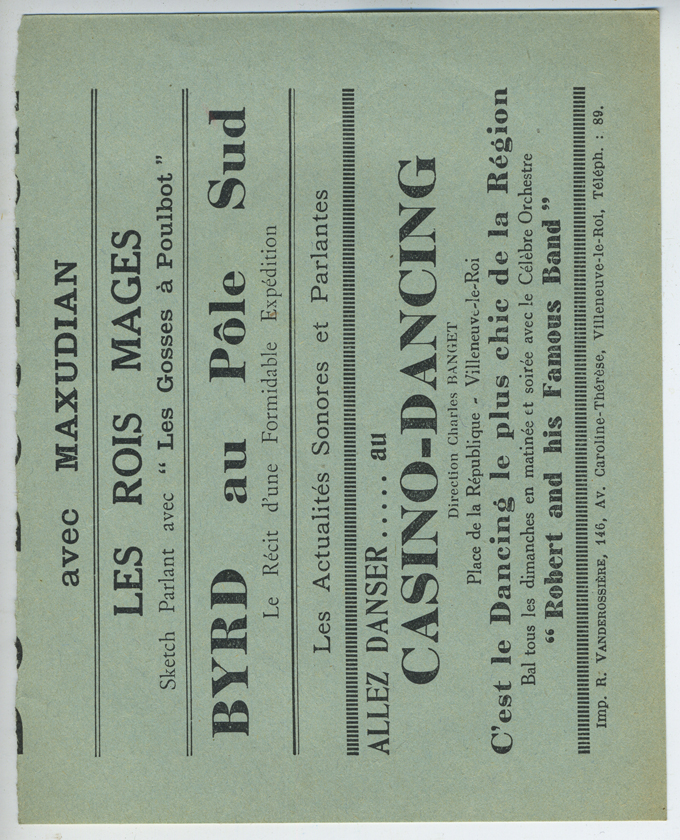 avec MAXUDIAN
LES ROIS MAGES
Sketch Parlant avec “ Les Gosses à Poulbot”
BYRD au Pôle Sud
Le Récit d'une Formidable Expédition
Les Actualités Sonores et Parlantes
ALLEZ DANSER..... au
CASINO-DANCING
Direction Charles BANGET
Place de la République - Villeneuve-le-Roi
C'est le Dancing le plus chic de la Région
Bal tous les dimanches en matinée et soirée avec le Célèbre Orchestre
“ Robert and his Famous Band ”
Imp. R. VANDEROSSIÈRE, 146, Av. Caroline-Thérèse, Villeneuve-le-Roi, Téléph. : 89.